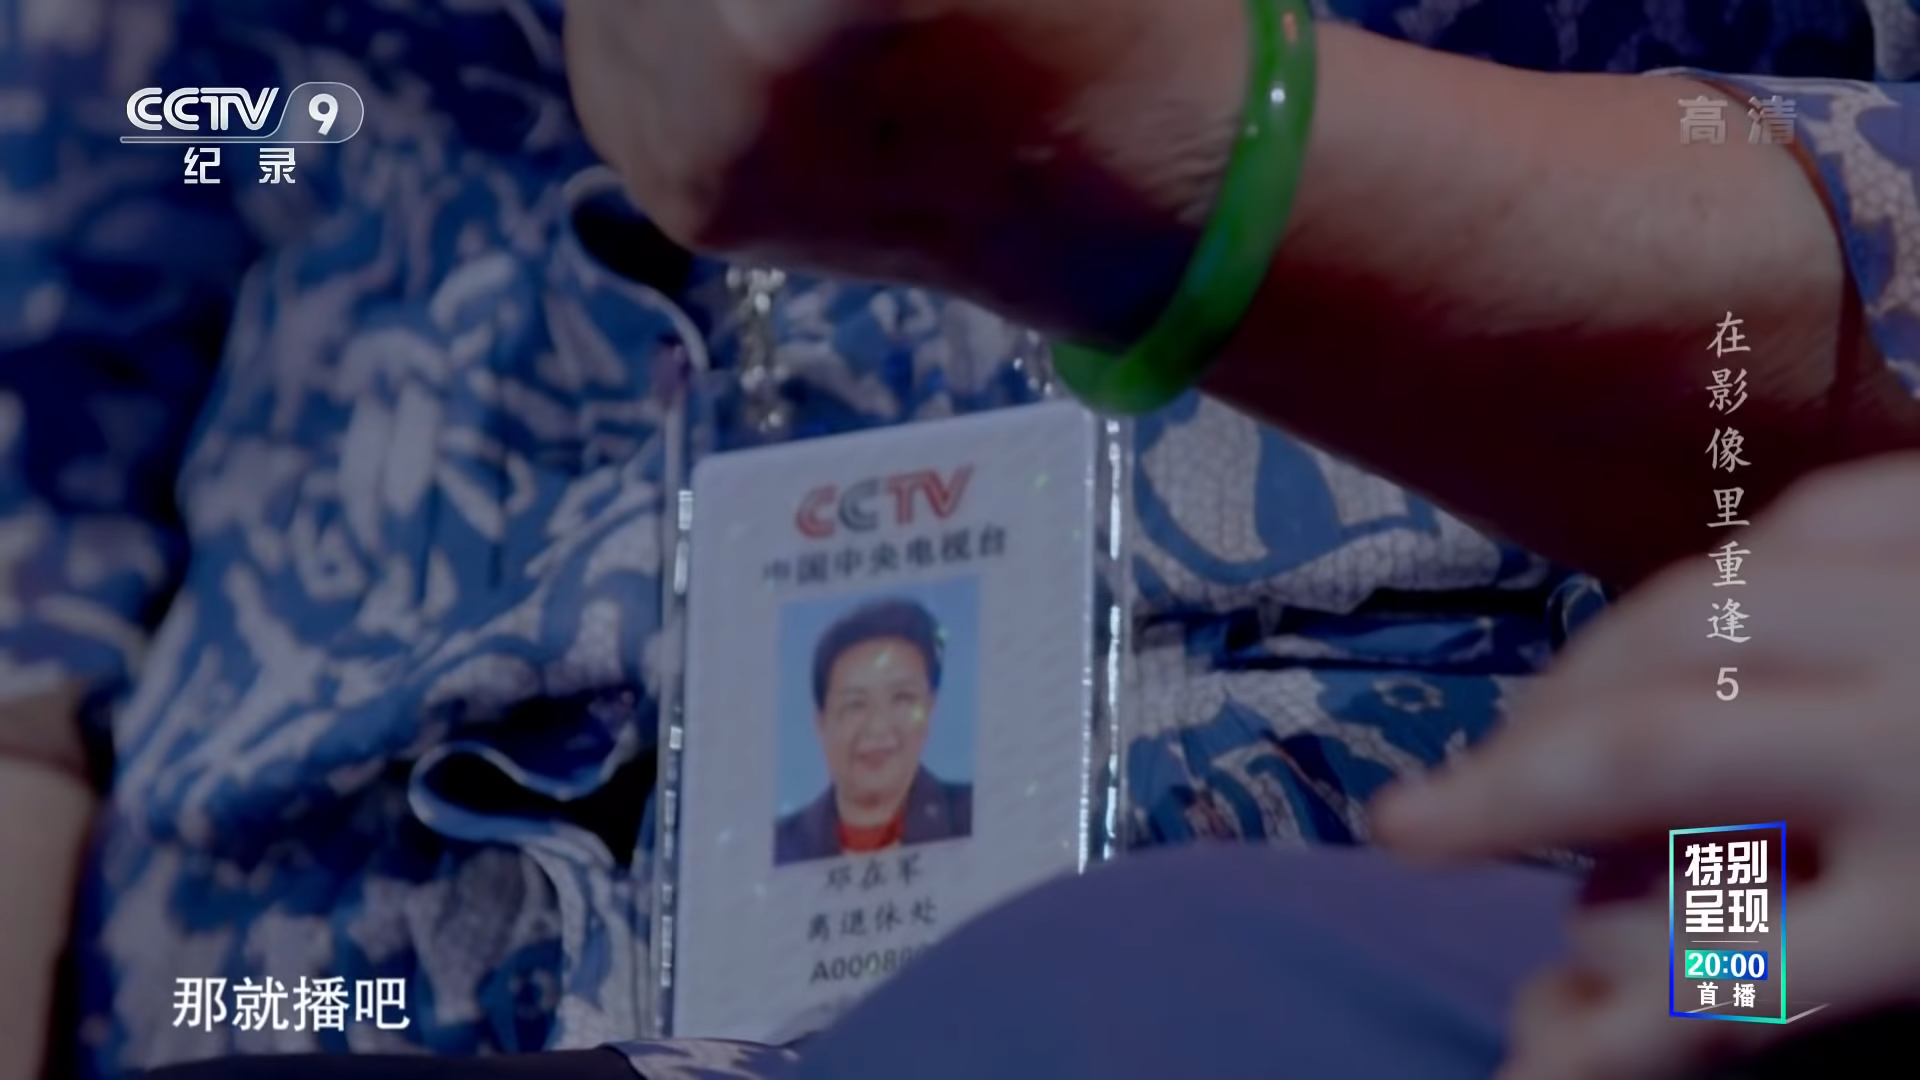 CCTV 9
纪录
高清
在影像里重逢 5
CCTV
中国中央电视台
邓在军
离退休处
那就播吧
特别
呈现
20:00
首播